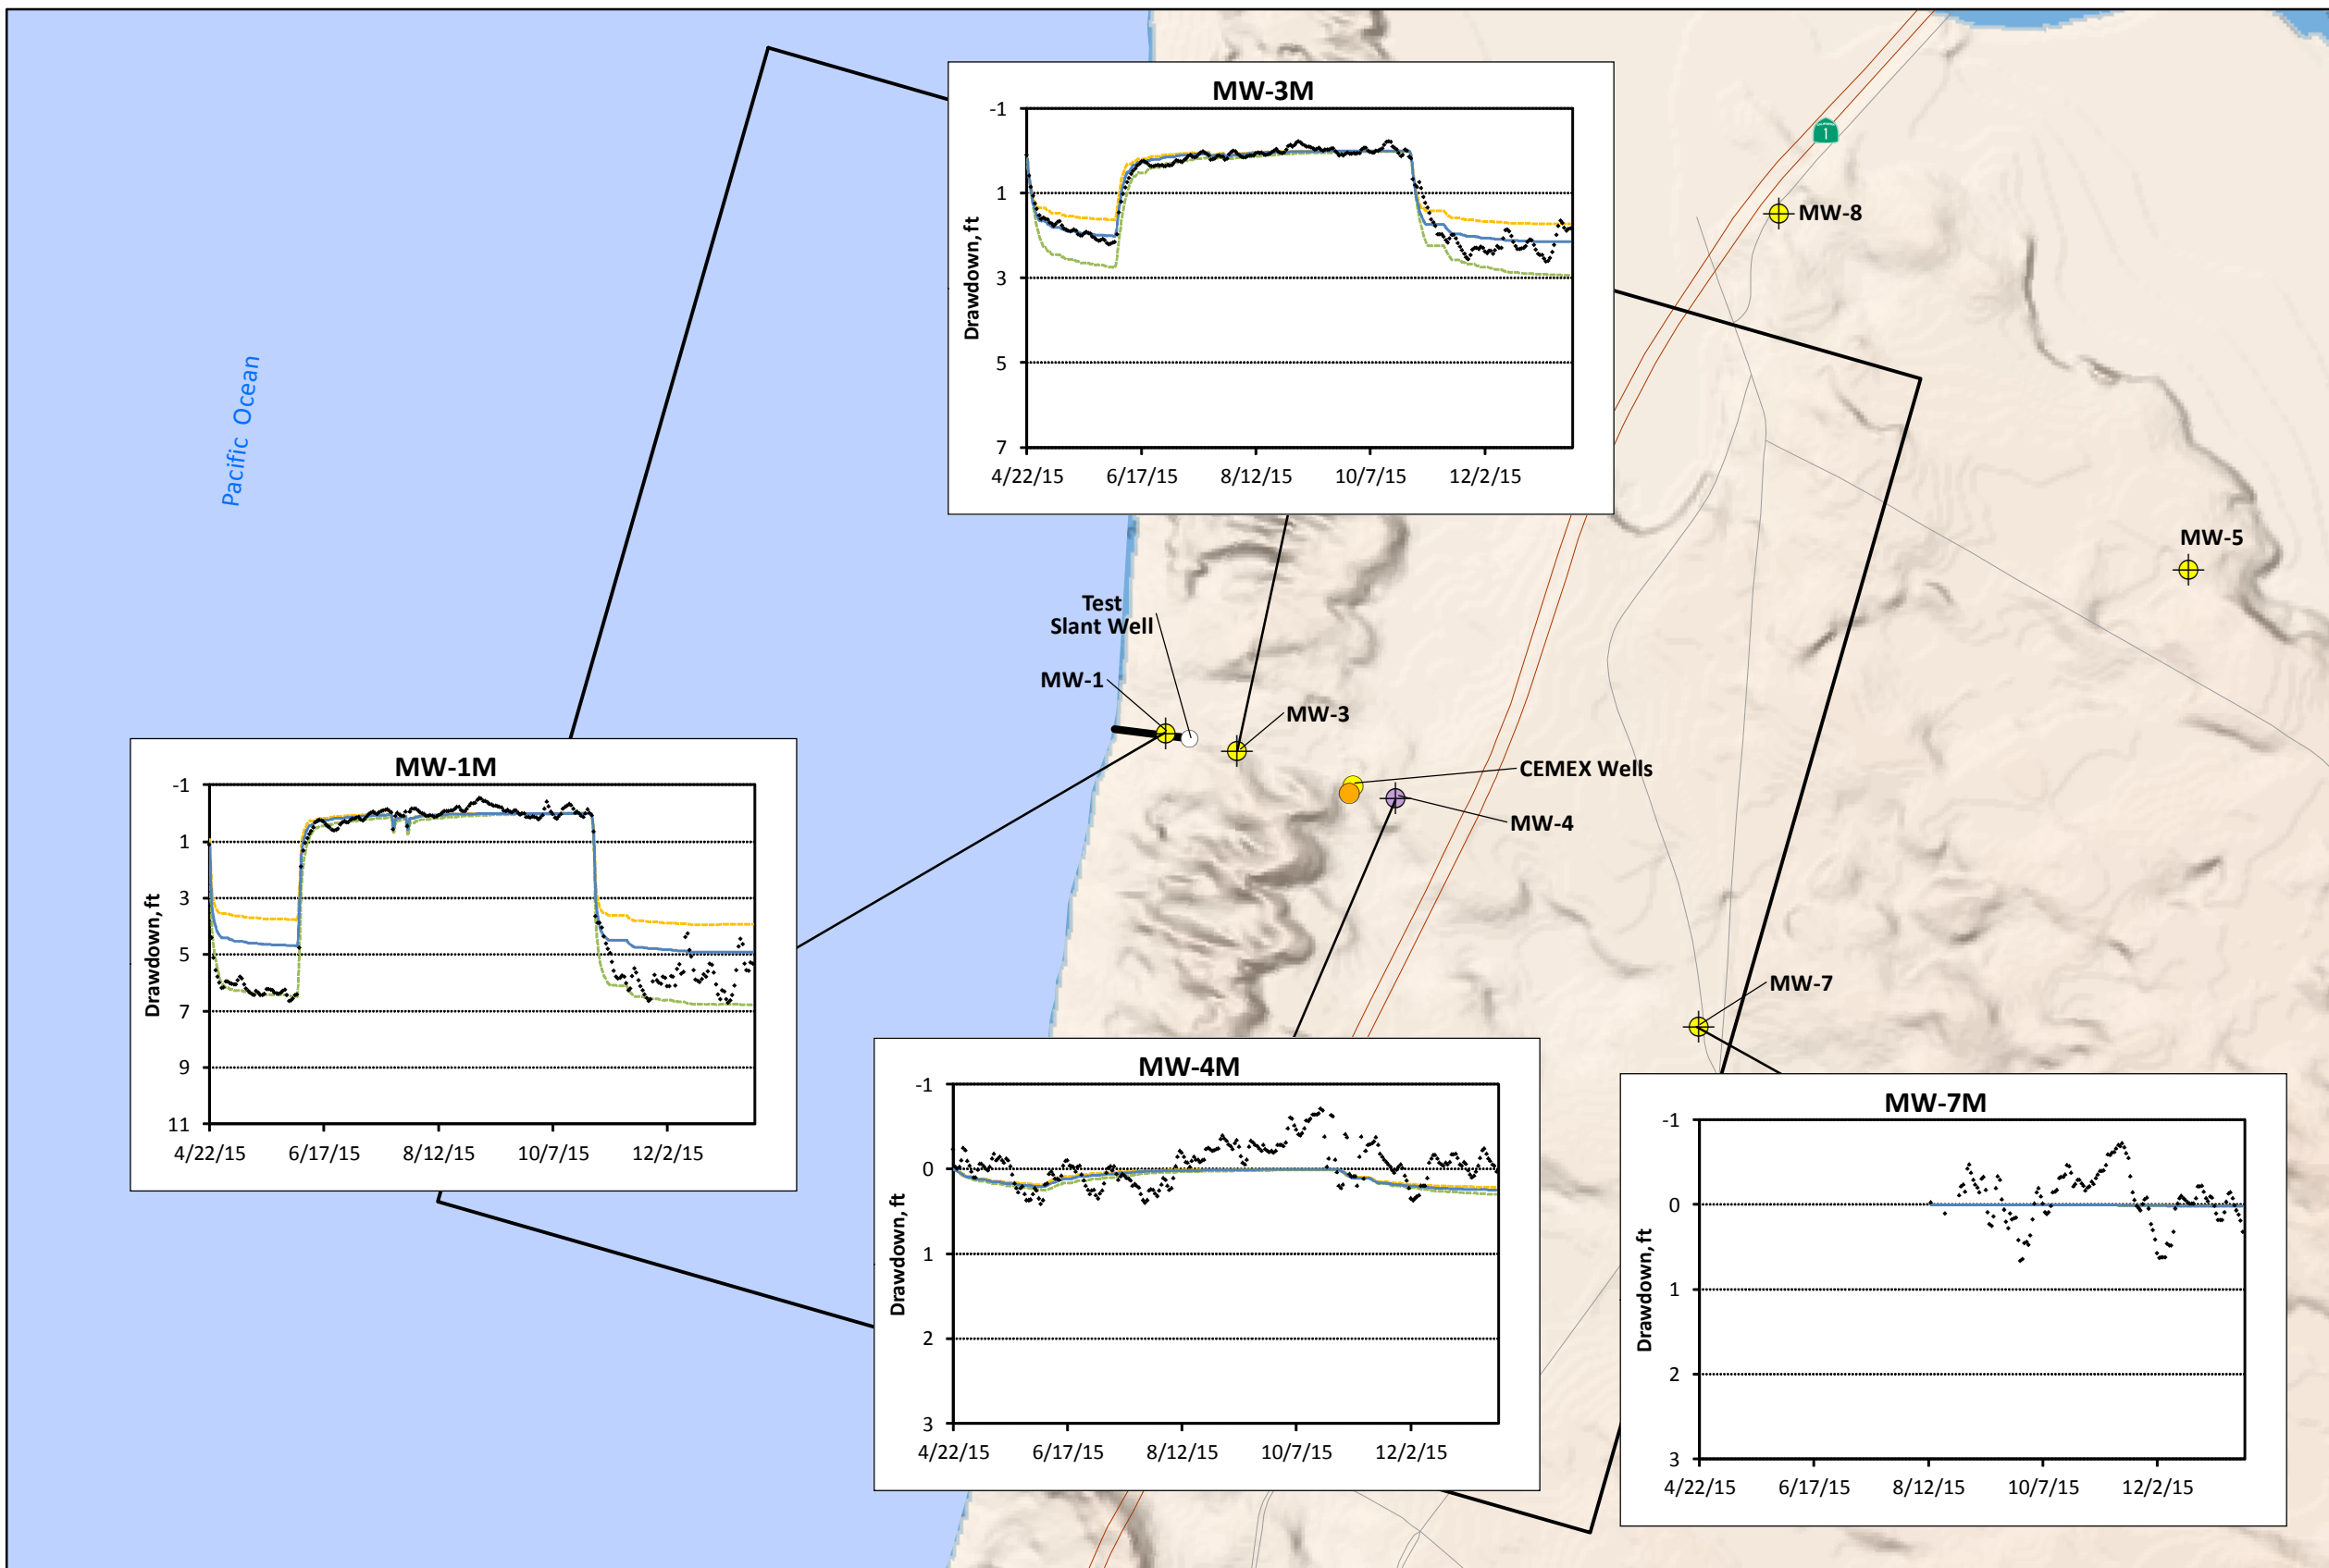 MW-3M
Drawdown, ft
-1
1
3
5
7
4/22/15
6/17/15
8/12/15
10/7/15
12/2/15
1
MW-8
Pacific Ocean
MW-5
Test
Slant Well
MW-1
MW-3
CEMEX Wells
MW-4
MW-7
MW-1M
Drawdown, ft
-1
1
3
5
7
9
11
4/22/15
6/17/15
8/12/15
10/7/15
12/2/15
MW-4M
Drawdown, ft
-1
0
1
2
3
4/22/15
6/17/15
8/12/15
10/7/15
12/2/15
MW-7M
Drawdown, ft
-1
0
1
2
3
4/22/15
6/17/15
8/12/15
10/7/15
12/2/15